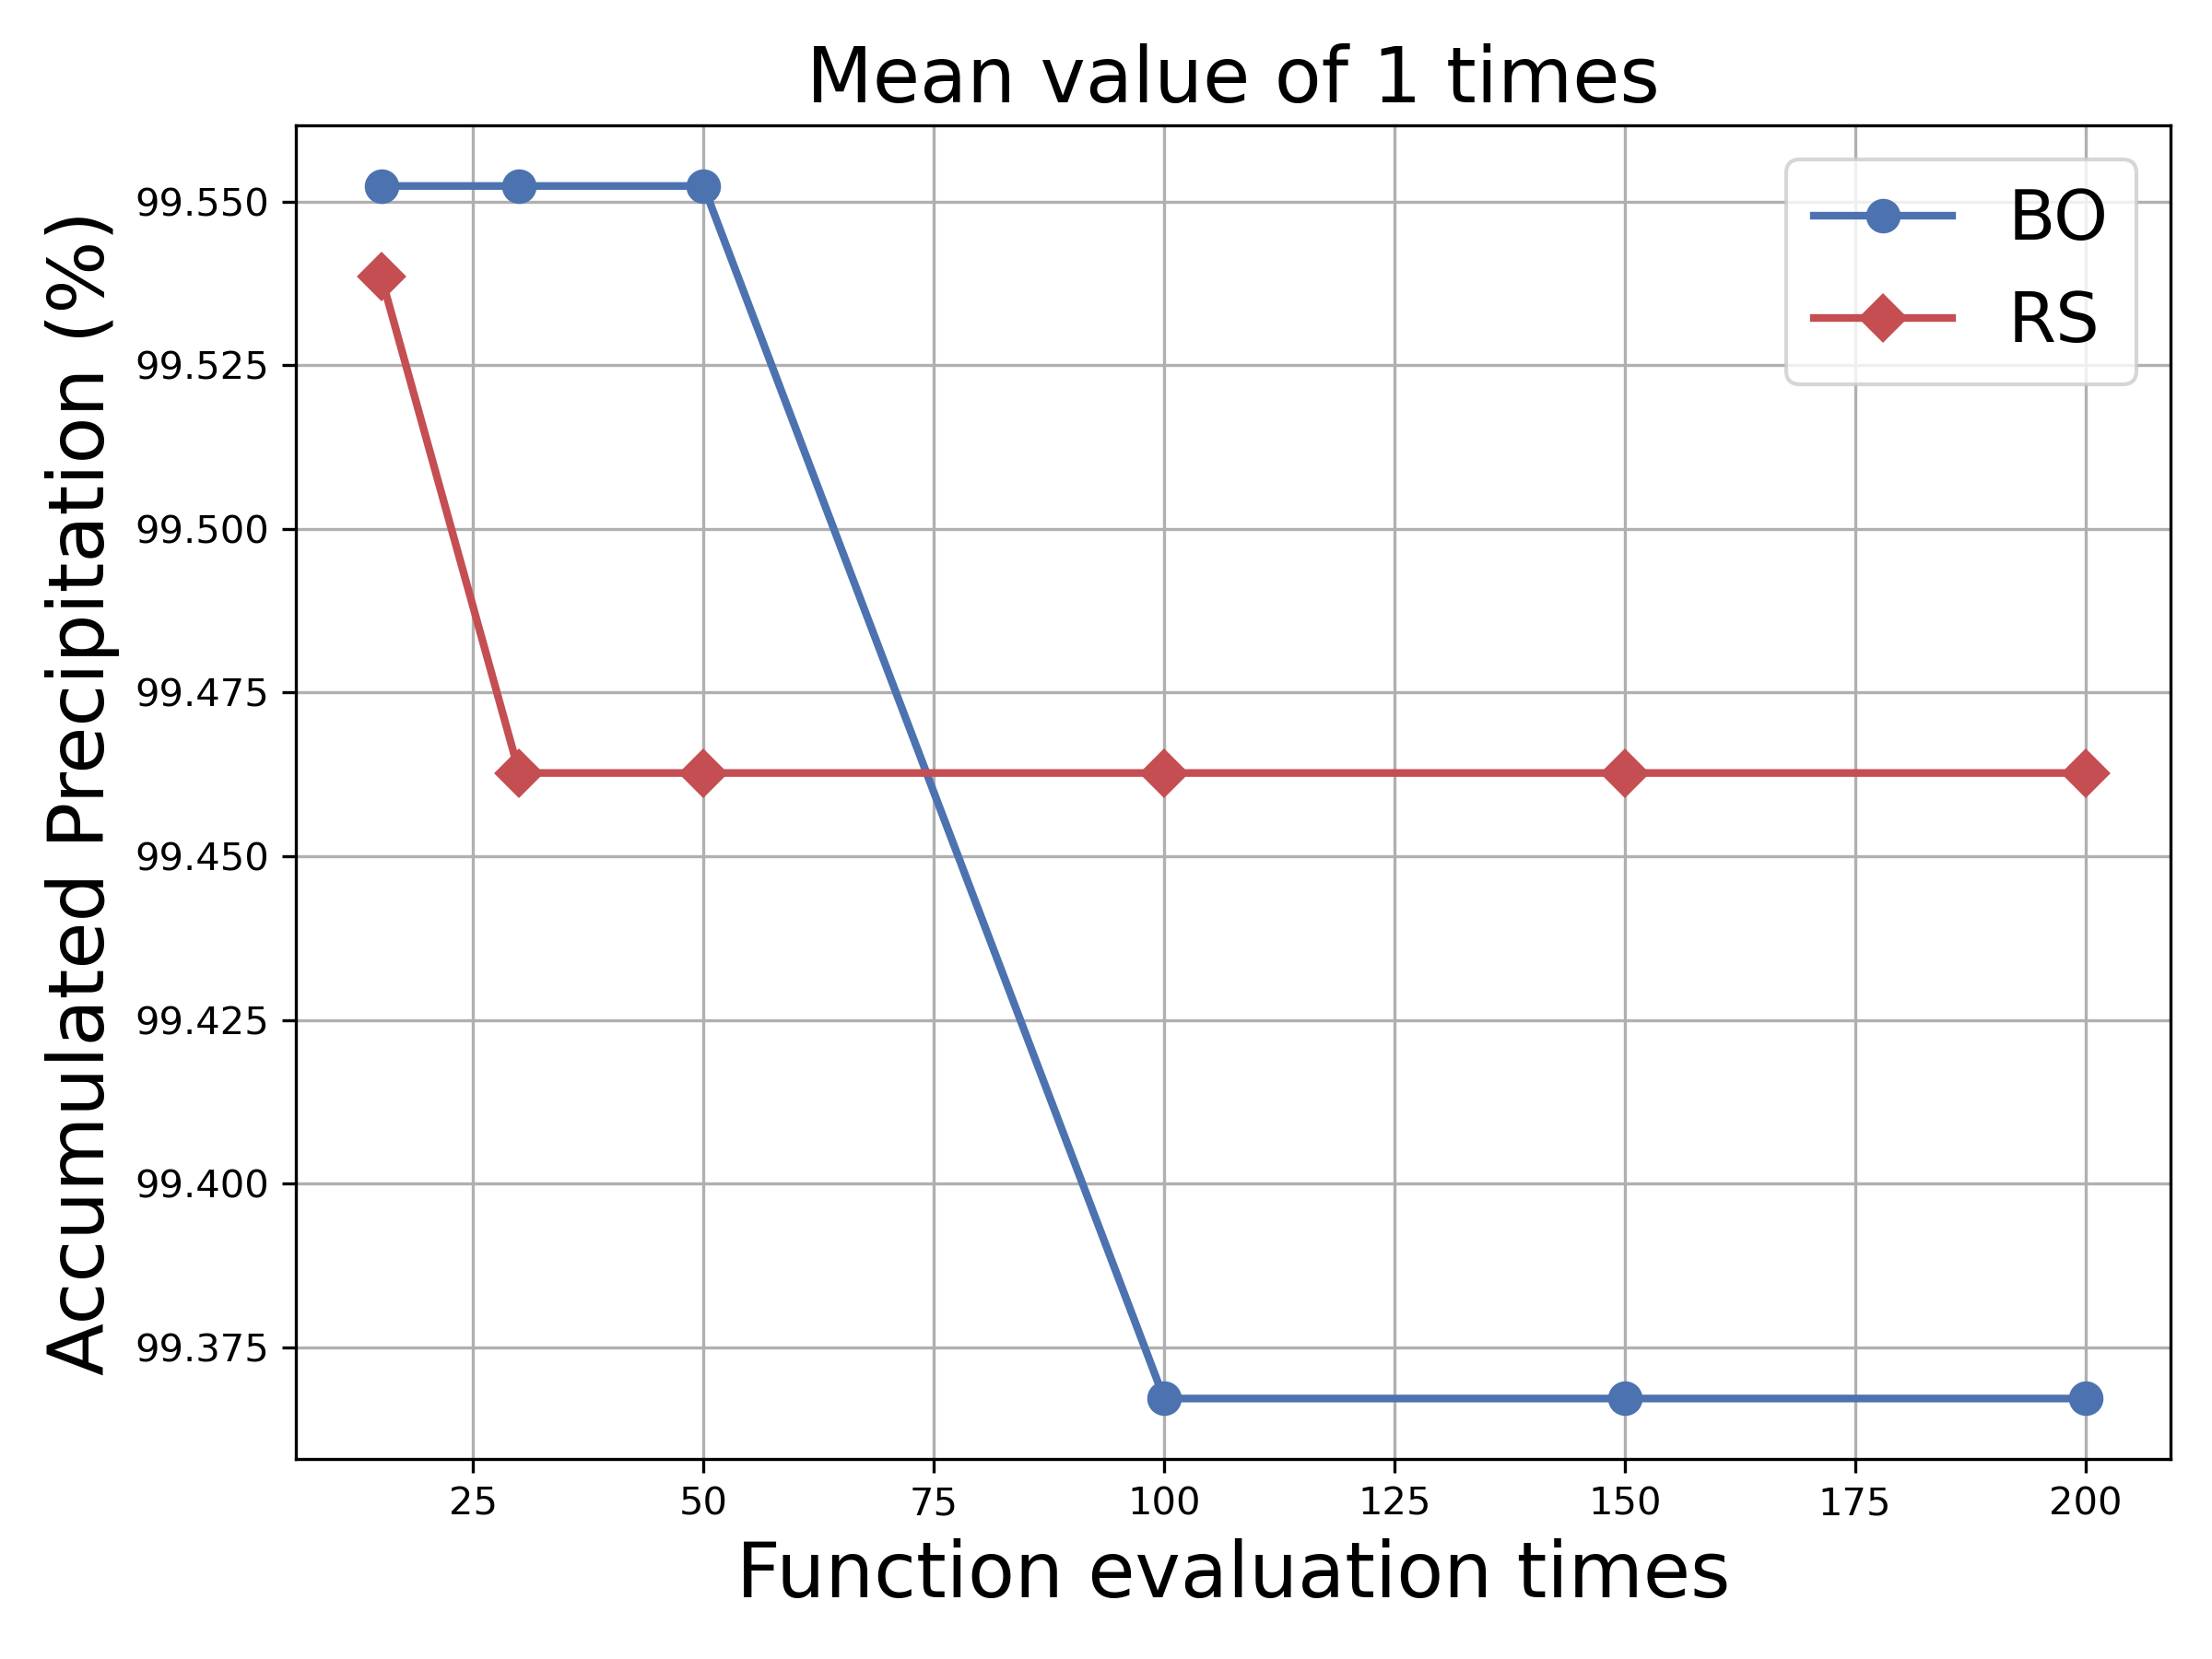 Mean value of 1 times
BO
RS
Accumulated Precipitation (%)
99.550
99.525
99.500
99.475
99.450
99.425
99.400
99.375
25 50 75 100 125 150 175 200
Function evaluation times